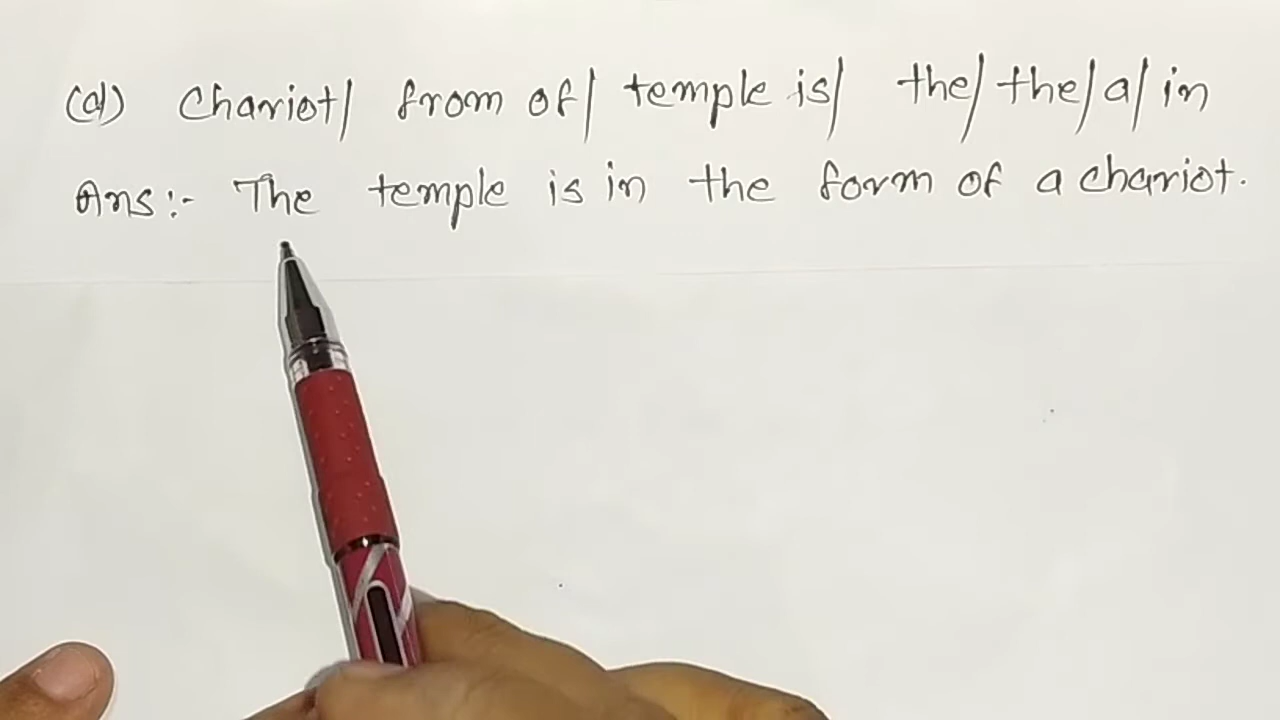 (d) Chariot/ from of/ temple is/ the/ the/ a/ in
Ans:- The temple is in the form of a chariot.